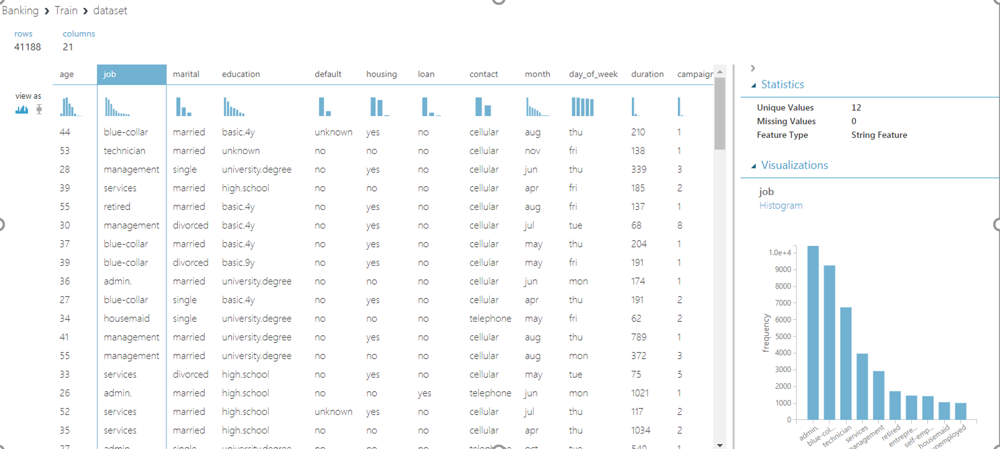 Banking > Train > dataset
rows columns
41188 21
age job marital education default housing loan contact month day_of_week duration campaign
view as
44 blue-collar married basic.4y unknown yes no cellular aug thu 210 1
53 technician married unknown no no no cellular nov fri 138 1
28 management single university.degree no yes no cellular jun thu 339 3
39 services married high.school no no no cellular apr fri 185 2
55 retired married basic.4y no yes no cellular aug fri 137 1
30 management divorced basic.4y no yes no cellular jul tue 68 8
37 blue-collar married basic.4y no yes no cellular may thu 204 1
39 blue-collar divorced basic.9y no yes no cellular may fri 191 1
36 admin. married university.degree no no no cellular jun mon 174 1
27 blue-collar single basic.4y no yes no cellular apr thu 191 2
34 housemaid single university.degree no no no telephone may fri 62 2
41 management married university.degree no yes no cellular aug thu 789 1
55 management married university.degree no no no cellular aug mon 372 3
33 services divorced high.school no yes no cellular may tue 75 5
26 admin. married high.school no no yes telephone jun mon 1021 1
52 services married high.school unknown yes no cellular jul thu 117 2
35 services married high.school no no no cellular apr thu 1034 2
27 admin. single university.degree no no no telephone oct tue 540 1
Statistics
Unique Values 12
Missing Values 0
Feature Type String Feature
Visualizations
job
Histogram
frequency
1.0e+4
9000
8000
7000
6000
5000
4000
3000
2000
1000
0
admin. blue-col... technician services management retired entrepre... self-emp... housemaid unemployed